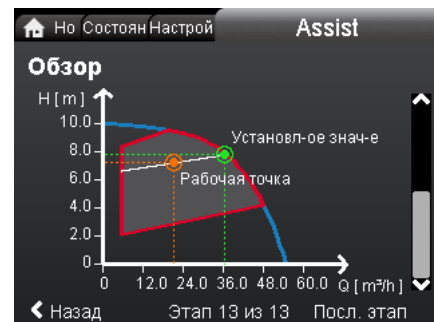 Но Состоян Настрой Assist
Обзор
H [m]
10.0
8.0
6.0
4.0
2.0
0
Установл-ое знач-е
Рабочая точка
0 12.0 24.0 36.0 48.0 60.0 Q [m³/h]
Назад Этап 13 из 13 Посл. этап